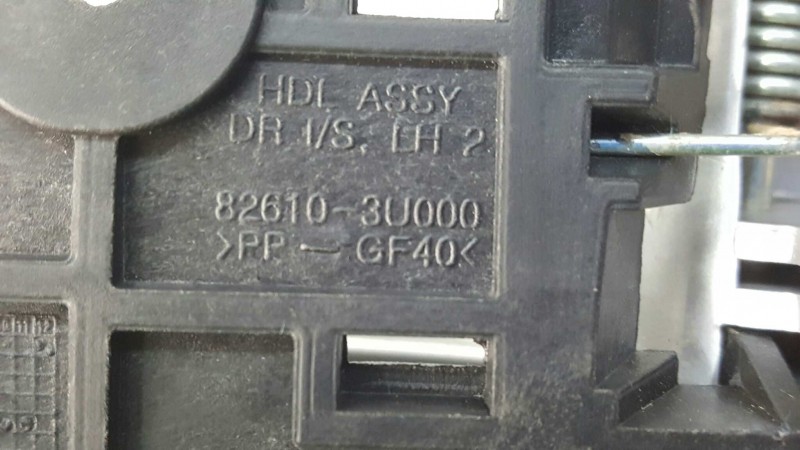 HDL ASSY
DR I/S, LH 2
82610-3U000
>PP-GF40<